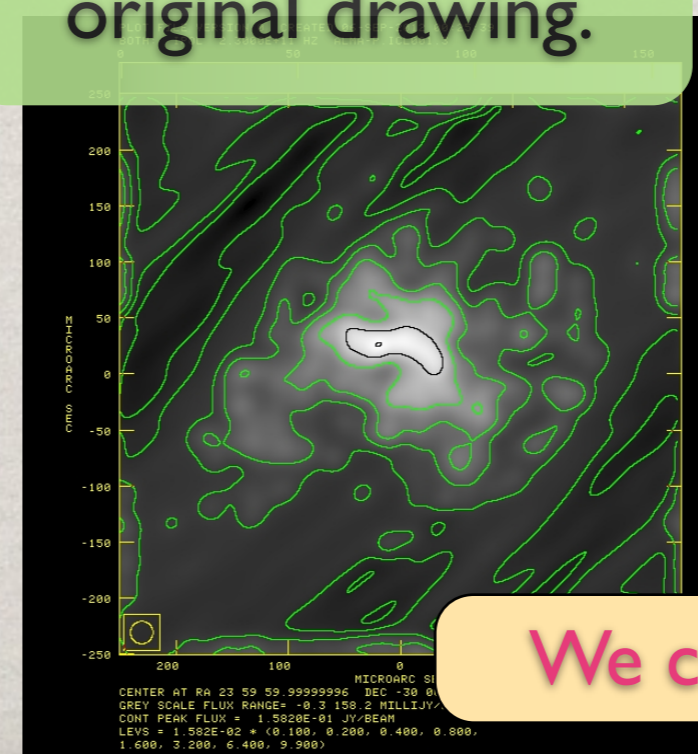 original drawing.
0 50 100 150
250
200
150
100
50
0
-50
-100
-150
-200
-250
MICROARC SEC
200 100 0
MICROARC SE
CENTER AT RA 23 59 59.99999996 DEC -30 0
GREY SCALE FLUX RANGE= -0.3 158.2 MILLIJY/
CONT PEAK FLUX = 1.5820E-01 JY/BEAM
LEVS = 1.582E-02 * (0.100, 0.200, 0.400, 0.800,
1.600, 3.200, 6.400, 9.900)
We c